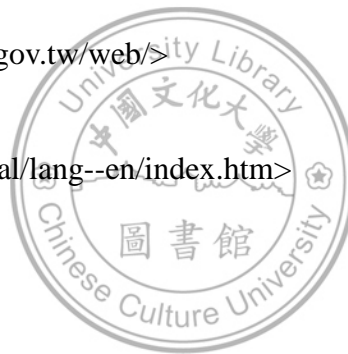 gov.tw/web/>
al/lang--en/index.htm>
University Library
中國文化大學
圖書館
Chinese Culture University